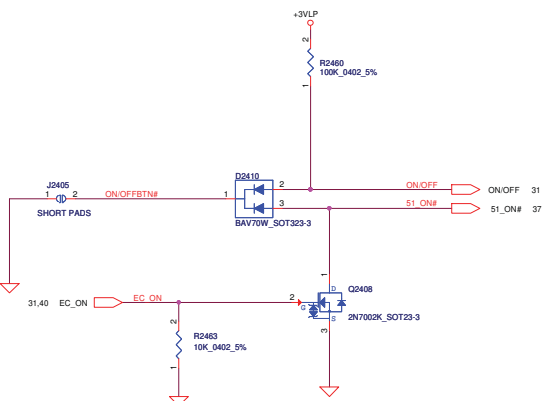 +3VLP
2
R2460
100K_0402_5%
1
D2410
J2405
1 2 ON/OFFBTN# 1
2 ON/OFF ON/OFF 31
3 51_ON# 51_ON# 37
SHORT PADS
BAV70W_SOT323-3
1
D Q2408
31,40 EC_ON EC_ON 2
G
S 2N7002K_SOT23-3
2
R2463
10K_0402_5%
1
3